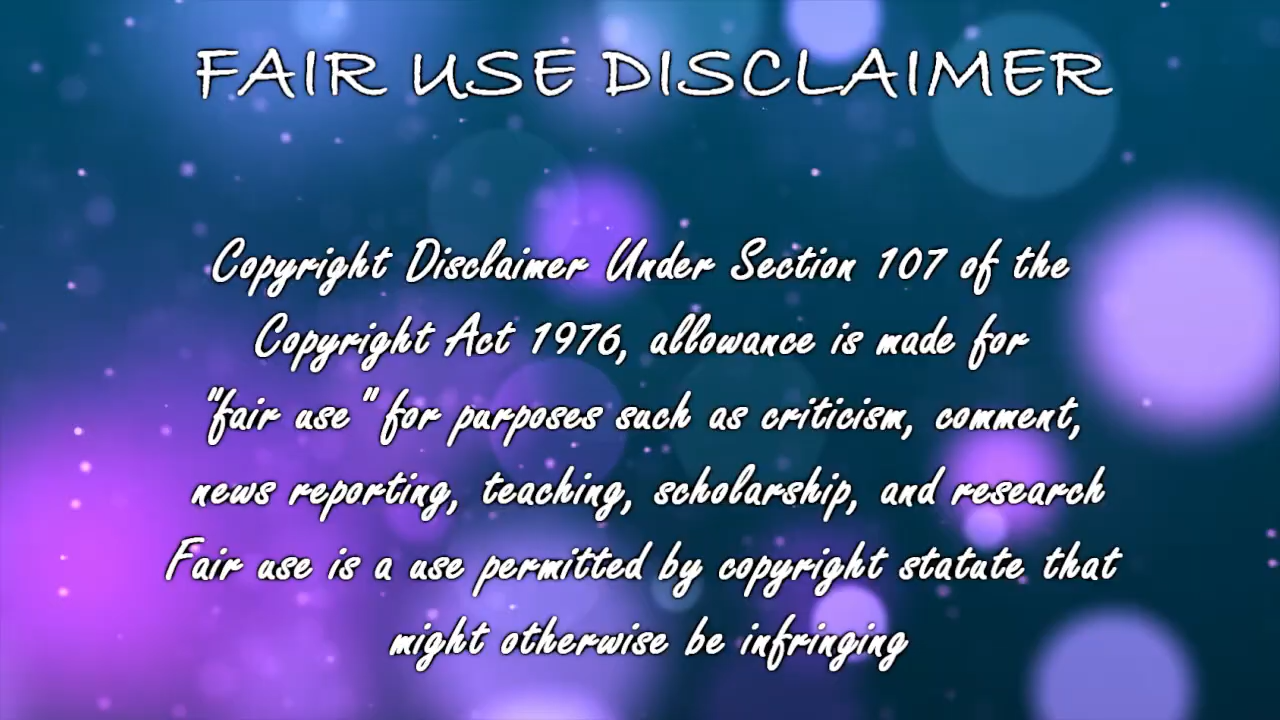 FAIR USE DISCLAIMER
Copyright Disclaimer Under Section 107 of the
Copyright Act 1976, allowance is made for
"fair use" for purposes such as criticism, comment,
news reporting, teaching, scholarship, and research
Fair use is a use permitted by copyright statute that
might otherwise be infringing